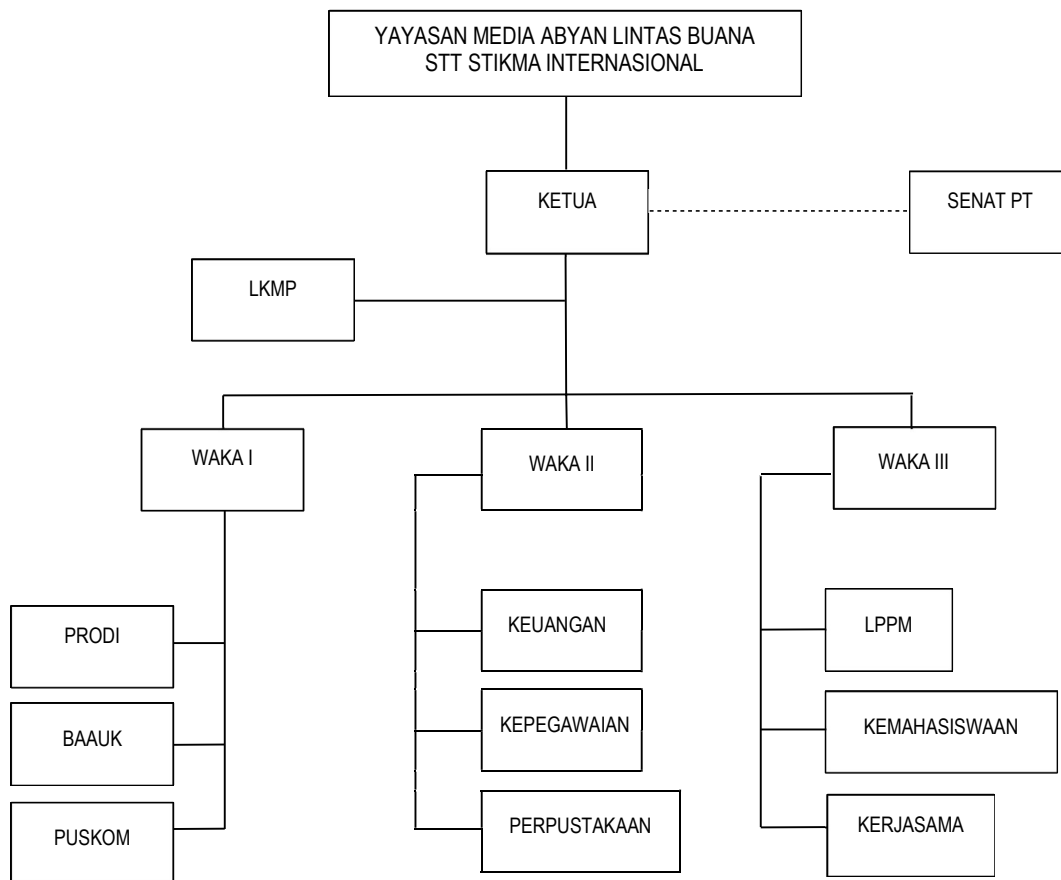 YAYASAN MEDIA ABYAN LINTAS BUANA
STT STIKMA INTERNASIONAL
KETUA
SENAT PT
LKMP
WAKA I
WAKA II
WAKA III
PRODI
KEUANGAN
LPPM
BAAUK
KEPEGAWAIAN
KEMAHASISWAAN
PUSKOM
PERPUSTAKAAN
KERJASAMA